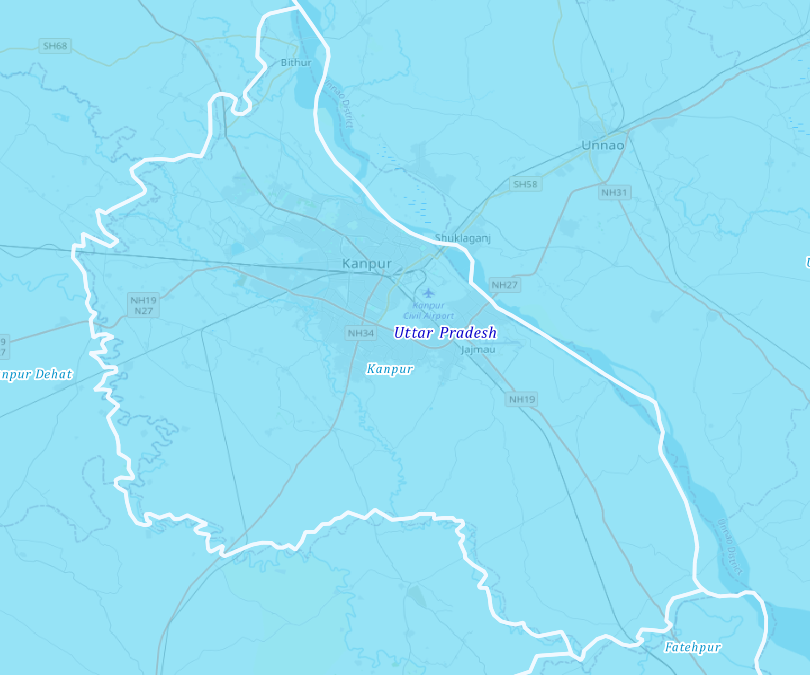 SH68
Bithur
Unnao
SH58
NH31
Shuklaganj
Kanpur
NH19
N27
NH27
Kanpur
Civil Airport
NH34
Uttar Pradesh
Jajmau
Kanpur
npur Dehat
NH19
Fatehpur